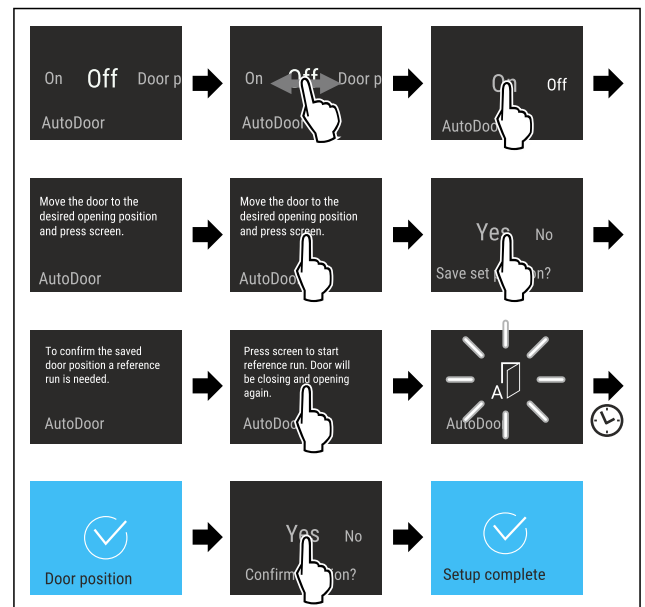 On Off Door p
AutoDoor
On Off Door p
AutoDoor
On Off
AutoDoo
Move the door to the
desired opening position
and press screen.
AutoDoor
Move the door to the
desired opening position
and press screen.
AutoDoo
Yes No
Save set p on?
To confirm the saved
door position a reference
run is needed.
AutoDoor
Press screen to start
reference run. Door will
be closing and opening
again.
AutoDoo
A
AutoDoo
Door position
Yes No
Confirm on?
Setup complete